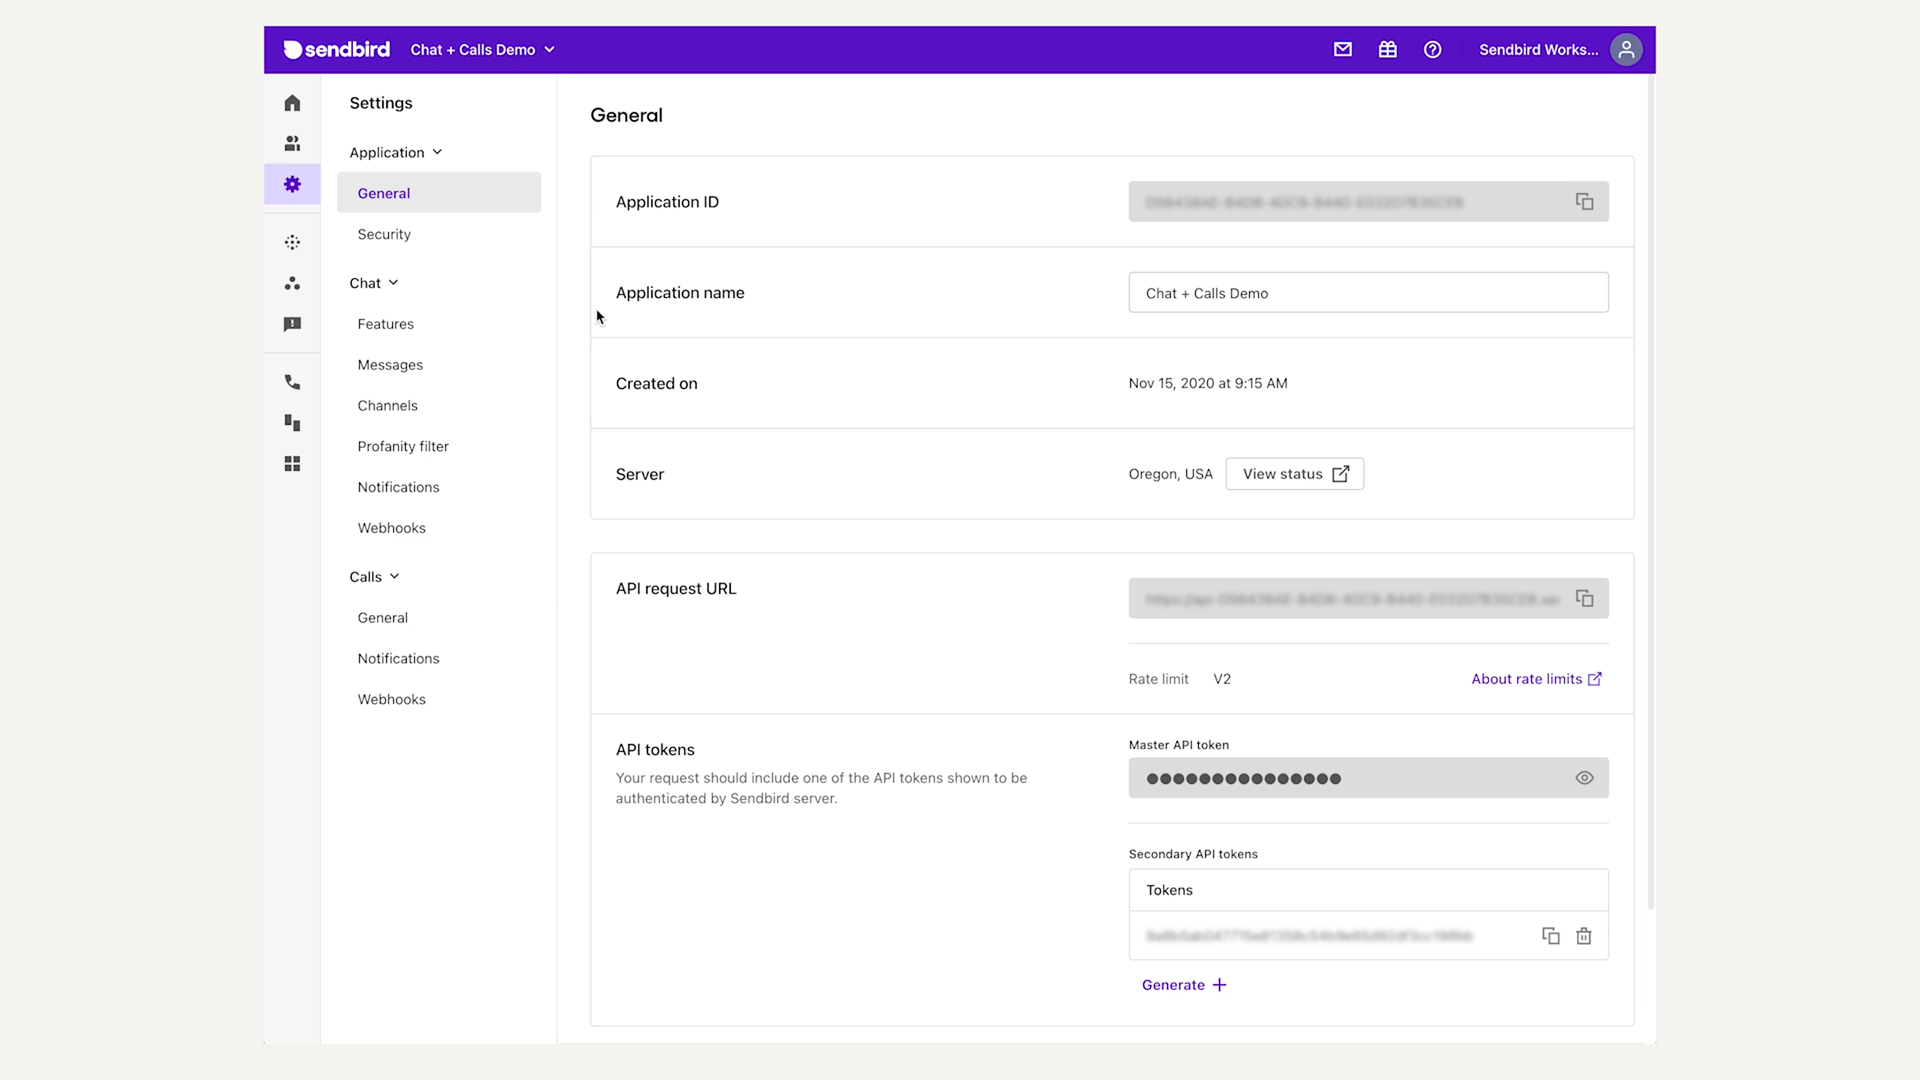 sendbird
Chat + Calls Demo
Sendbird Works...
Settings
Application
General
Security
Chat
Features
Messages
Channels
Profanity filter
Notifications
Webhooks
Calls
General
Notifications
Webhooks
General
Application ID
Application name
Chat + Calls Demo
Created on
Nov 15, 2020 at 9:15 AM
Server
Oregon, USA
View status
API request URL
Rate limit V2
About rate limits
API tokens
Your request should include one of the API tokens shown to be
authenticated by Sendbird server.
Master API token
Secondary API tokens
Tokens
Generate